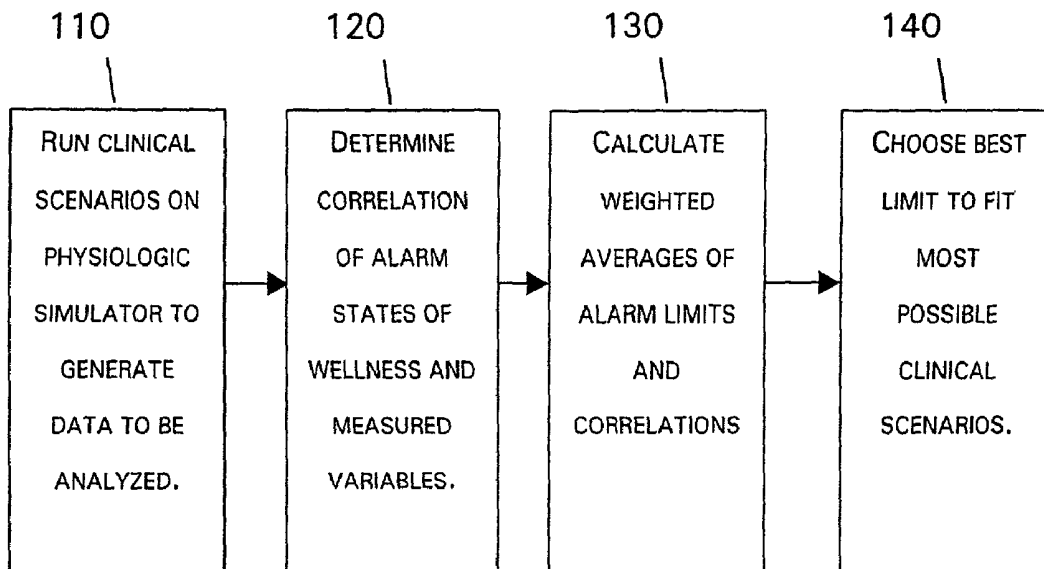 110
120
130
140
RUN CLINICAL
SCENARIOS ON
PHYSIOLOGIC
SIMULATOR TO
GENERATE
DATA TO BE
ANALYZED.
DETERMINE
CORRELATION
OF ALARM
STATES OF
WELLNESS AND
MEASURED
VARIABLES.
CALCULATE
WEIGHTED
AVERAGES OF
ALARM LIMITS
AND
CORRELATIONS
CHOOSE BEST
LIMIT TO FIT
MOST
POSSIBLE
CLINICAL
SCENARIOS.